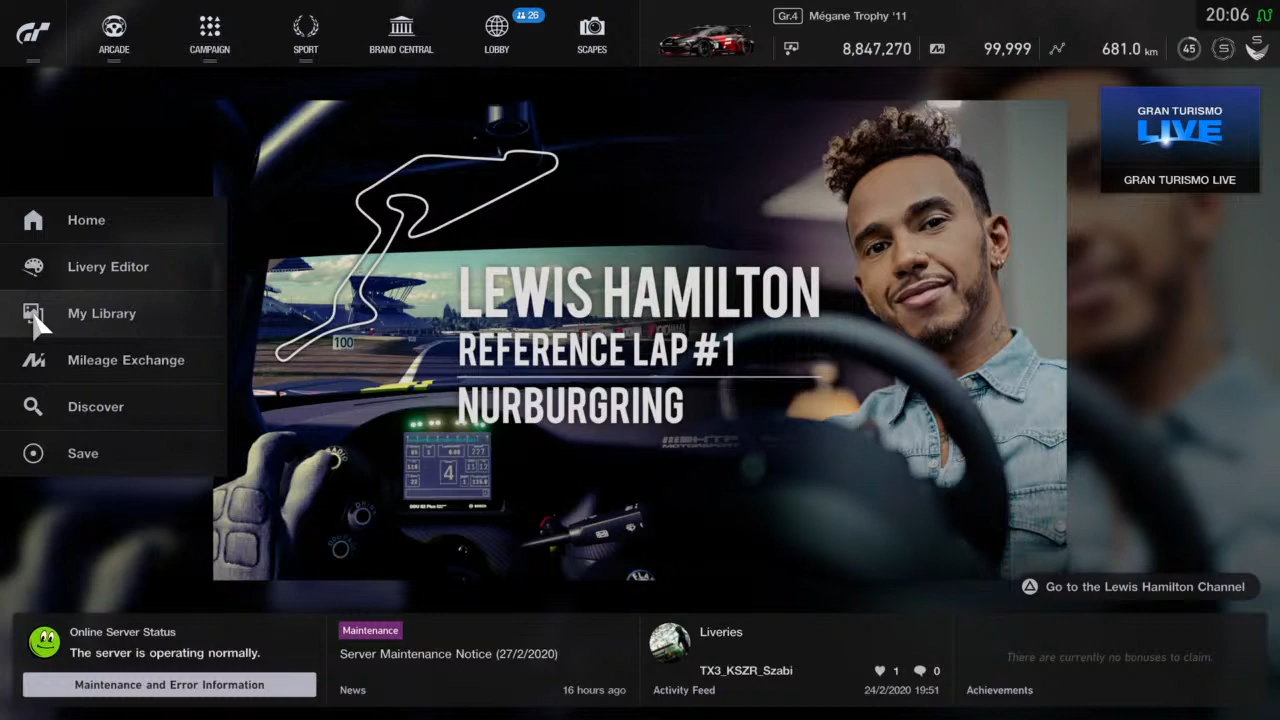 ARCADE
CAMPAIGN
SPORT
BRAND CENTRAL
26
LOBBY
SCAPES
Gr.4 Mégane Trophy '11
8,847,270
99,999
681.0 km
20:06
45
S
S
GRAN TURISMO
LIVE
GRAN TURISMO LIVE
Home
Livery Editor
My Library
Mileage Exchange
Discover
Save
100
LEWIS HAMILTON
REFERENCE LAP #1
NURBURGRING
4
HTP
MOTORSPORT
Go to the Lewis Hamilton Channel
Online Server Status
The server is operating normally.
Maintenance and Error Information
Maintenance
Server Maintenance Notice (27/2/2020)
News
16 hours ago
Liveries
TX3_KSZR_Szabi
1
0
Activity Feed
24/2/2020 19:51
There are currently no bonuses to claim.
Achievements